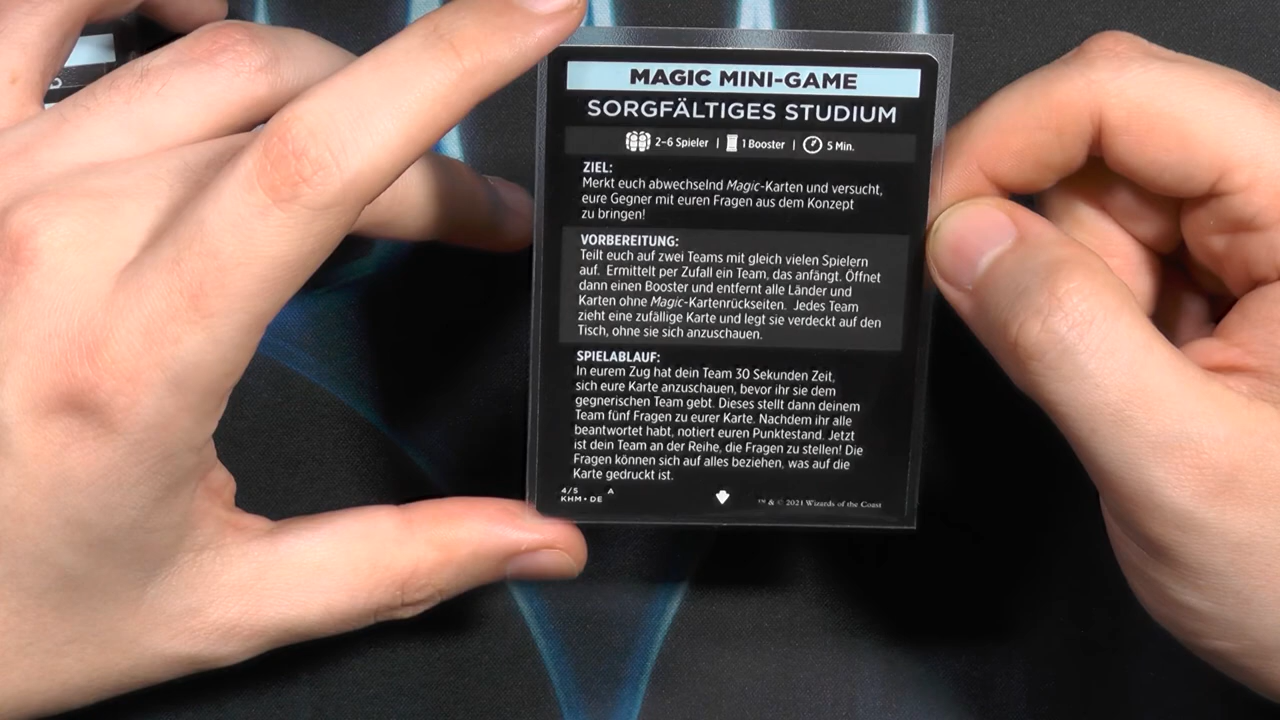 MAGIC MINI-GAME
SORGFÄLTIGES STUDIUM
2–6 Spieler | 1 Booster | 5 Min.
ZIEL:
Merkt euch abwechselnd Magic-Karten und versucht,
eure Gegner mit euren Fragen aus dem Konzept
zu bringen!
VORBEREITUNG:
Teilt euch auf zwei Teams mit gleich vielen Spielern
auf. Ermittelt per Zufall ein Team, das anfängt. Öffnet
dann einen Booster und entfernt alle Länder und
Karten ohne Magic-Kartenrückseiten. Jedes Team
zieht eine zufällige Karte und legt sie verdeckt auf den
Tisch, ohne sie sich anzuschauen.
SPIELABLAUF:
In eurem Zug hat dein Team 30 Sekunden Zeit,
sich eure Karte anzuschauen, bevor ihr sie dem
gegnerischen Team gebt. Dieses stellt dann deinem
Team fünf Fragen zu eurer Karte. Nachdem ihr alle
beantwortet habt, notiert euren Punktestand. Jetzt
ist dein Team an der Reihe, die Fragen zu stellen! Die
Fragen können sich auf alles beziehen, was auf die
Karte gedruckt ist.
4/5 A
KHM • DE
™ & © 2021 Wizards of the Coast